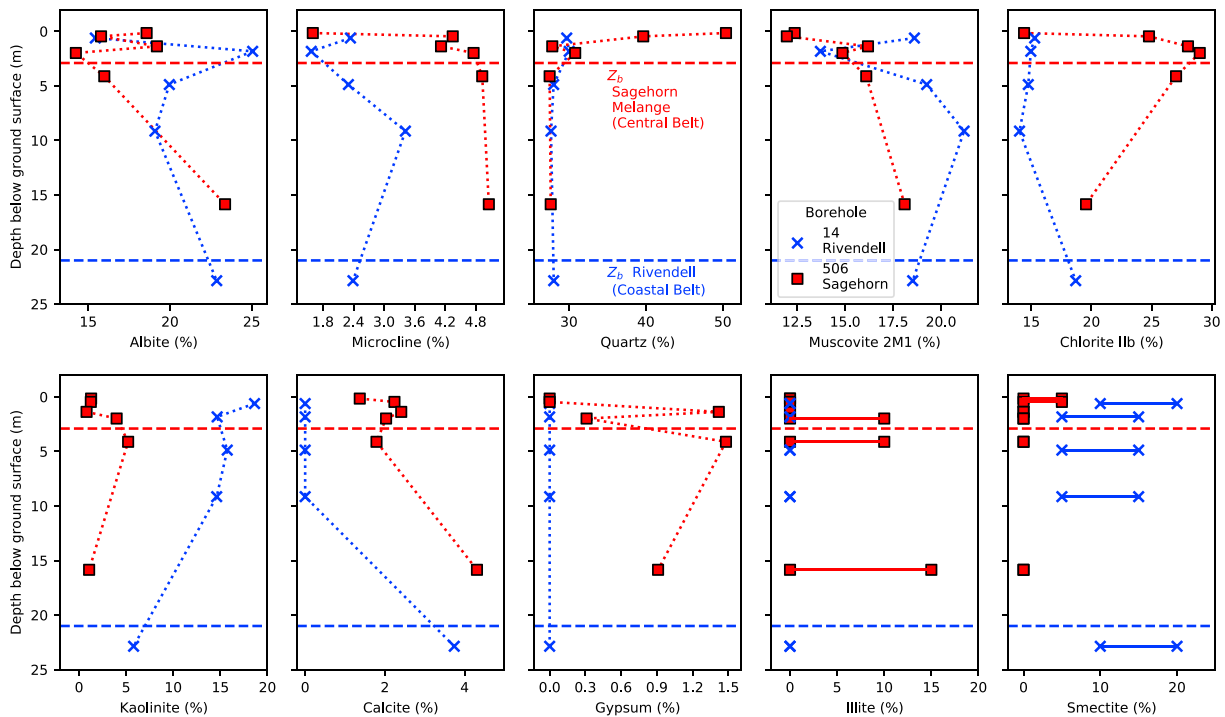 Depth below ground surface (m)
0
5
10
15
20
25
15 20 25
Albite (%)
1.8 2.4 3.0 3.6 4.2 4.8
Microcline (%)
Z_b
Sagehorn
Melange
(Central Belt)
Z_b Rivendell
(Coastal Belt)
30 40 50
Quartz (%)
Borehole
14
Rivendell
506
Sagehorn
12.5 15.0 17.5 20.0
Muscovite 2M1 (%)
15 20 25 30
Chlorite IIb (%)
Depth below ground surface (m)
0
5
10
15
20
25
0 5 10 15 20
Kaolinite (%)
0 2 4
Calcite (%)
0.0 0.3 0.6 0.9 1.2 1.5
Gypsum (%)
0 5 10 15 20
Illite (%)
0 10 20
Smectite (%)